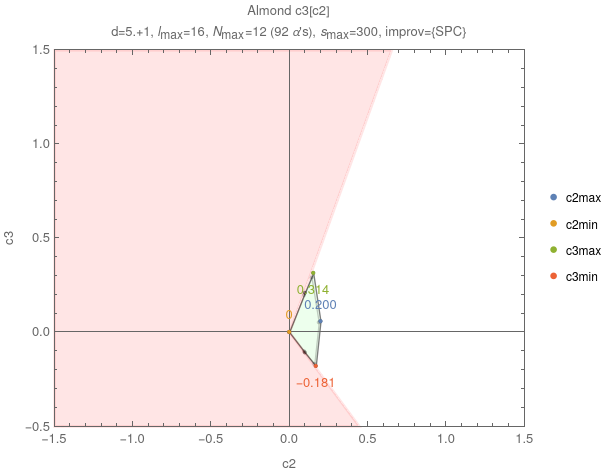 Almond c3[c2]
d=5.+1, lmax=16, Nmax=12 (92 α's), smax=300, improv={SPC}
1.5
1.0
0.5
0.0
−0.5
c3
0.314
0.200
0
−0.181
−1.5 −1.0 −0.5 0.0 0.5 1.0 1.5
c2
c2max
c2min
c3max
c3min